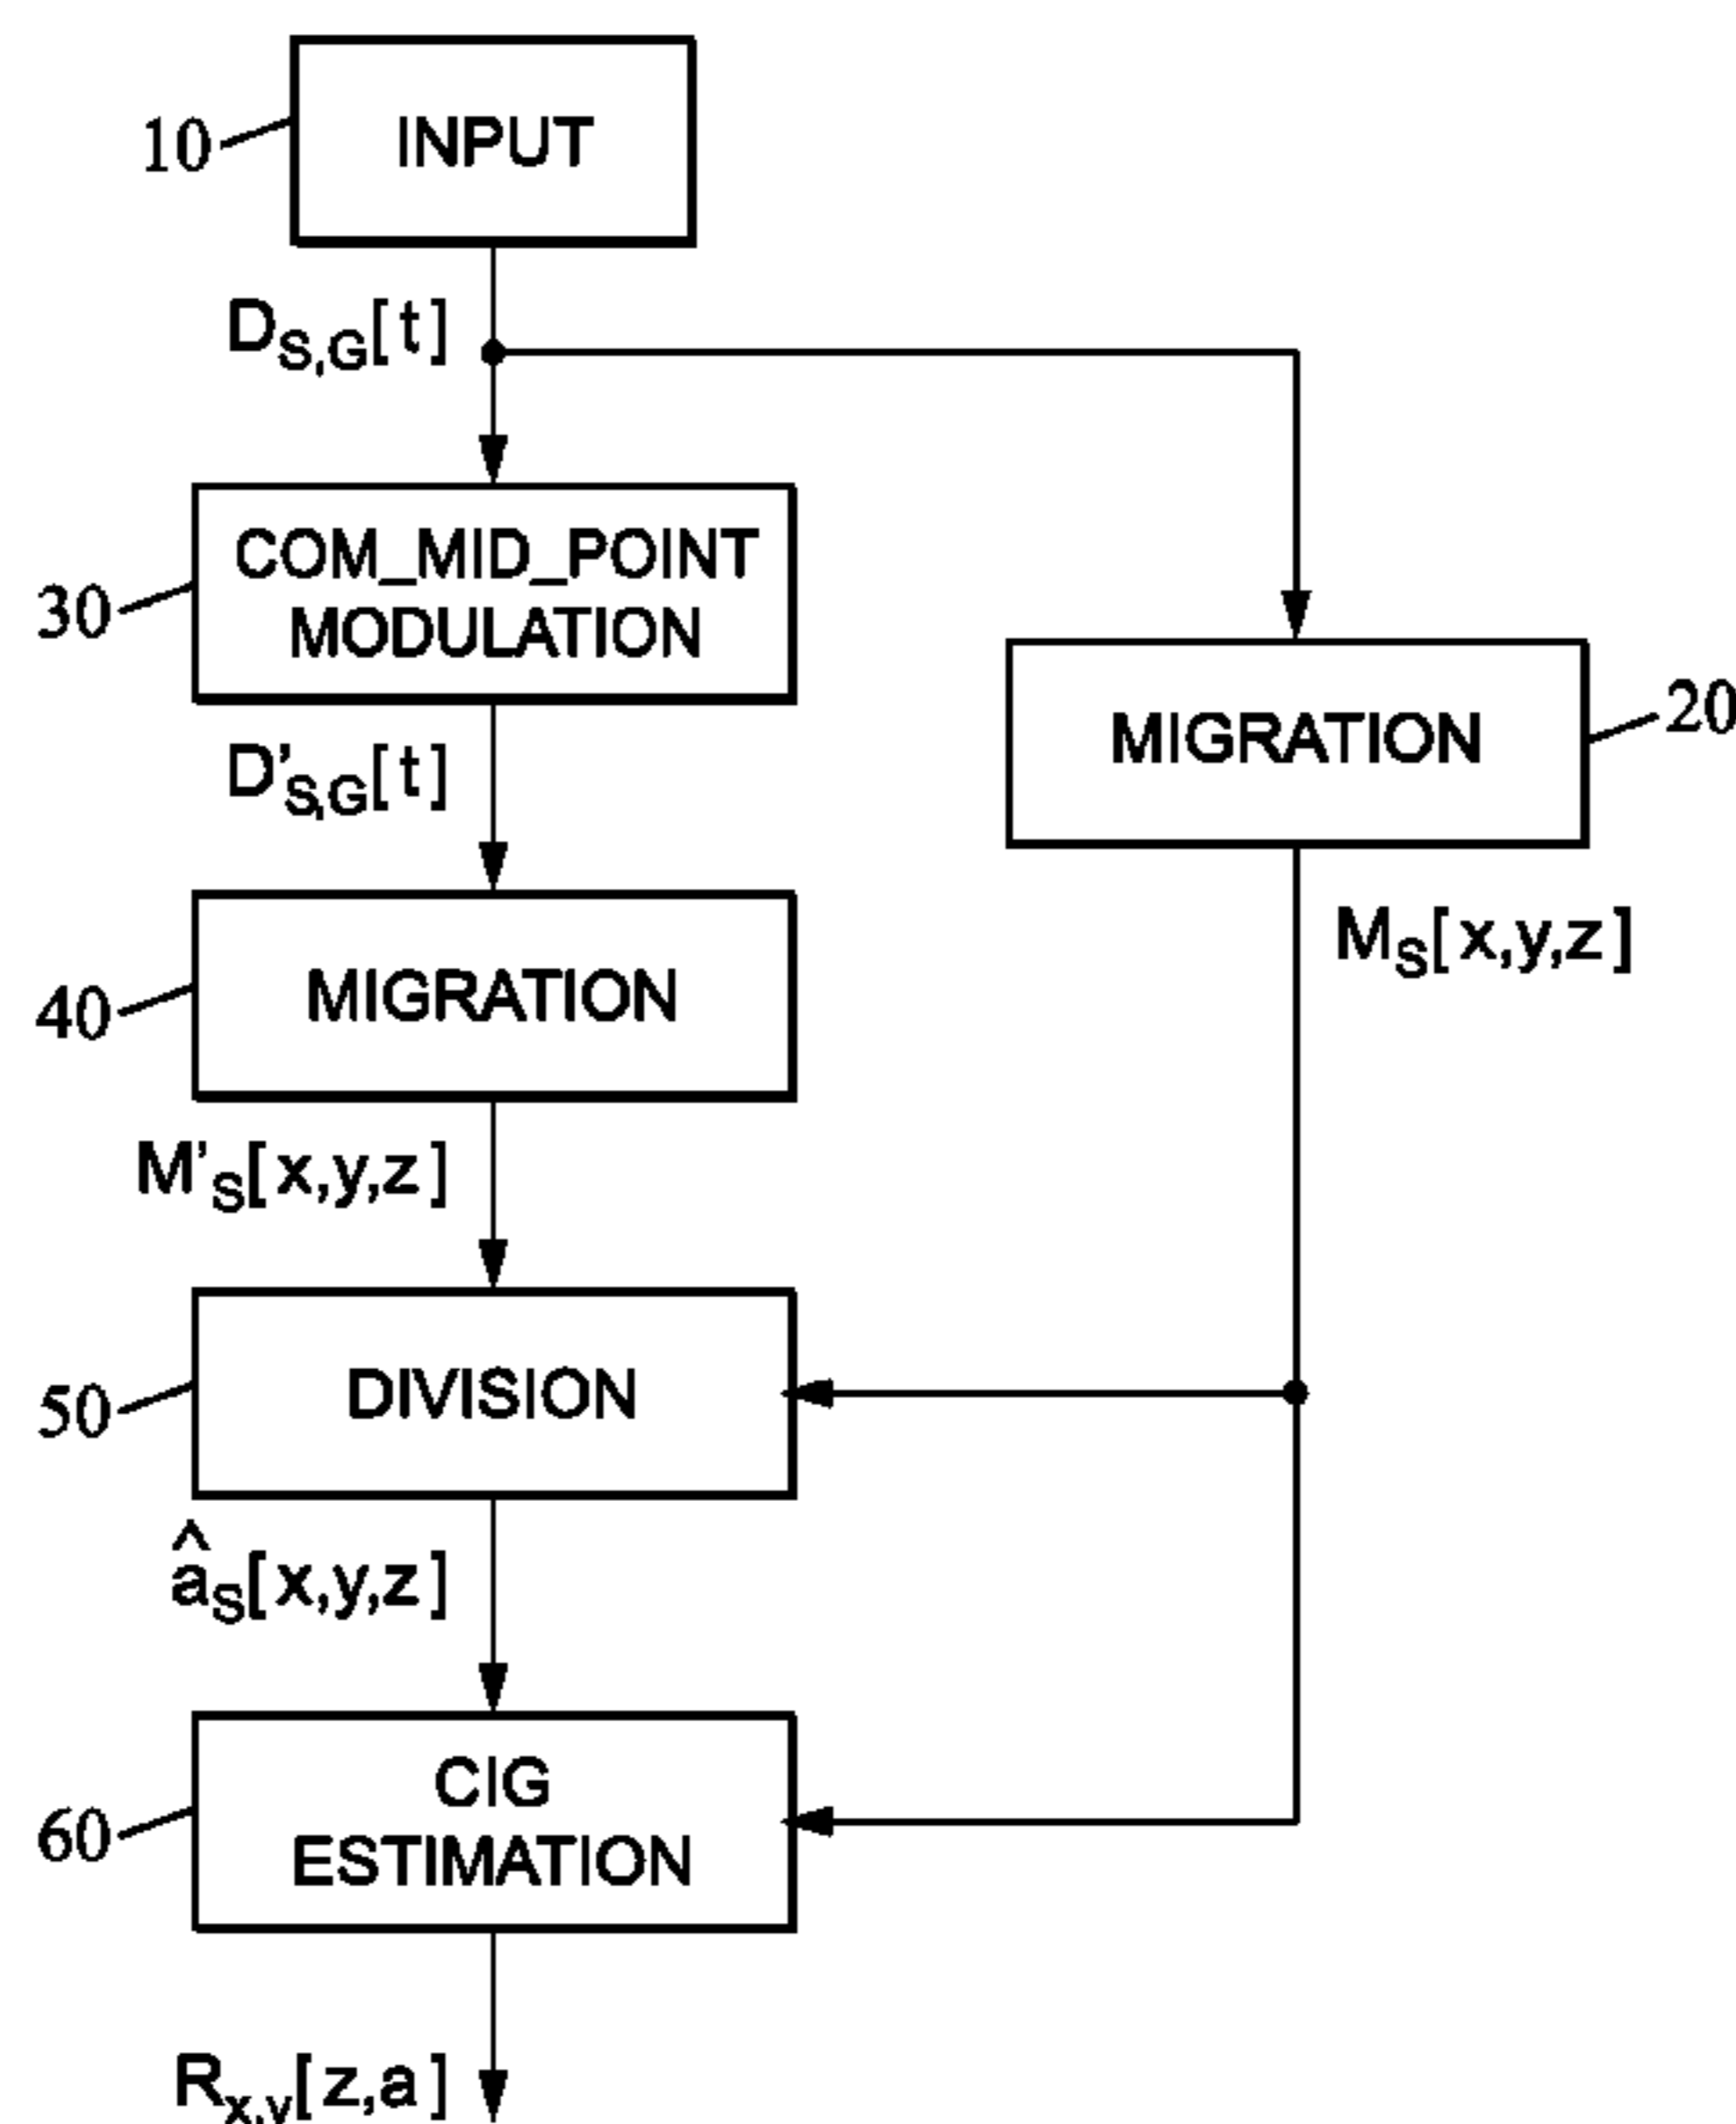 INPUT
10
D_S,G[t]
COM_MID_POINT
MODULATION
30
MIGRATION
20
D'_S,G[t]
M_S[x,y,z]
MIGRATION
40
M'_S[x,y,z]
DIVISION
50
â_S[x,y,z]
CIG
ESTIMATION
60
R_x,y[z,a]